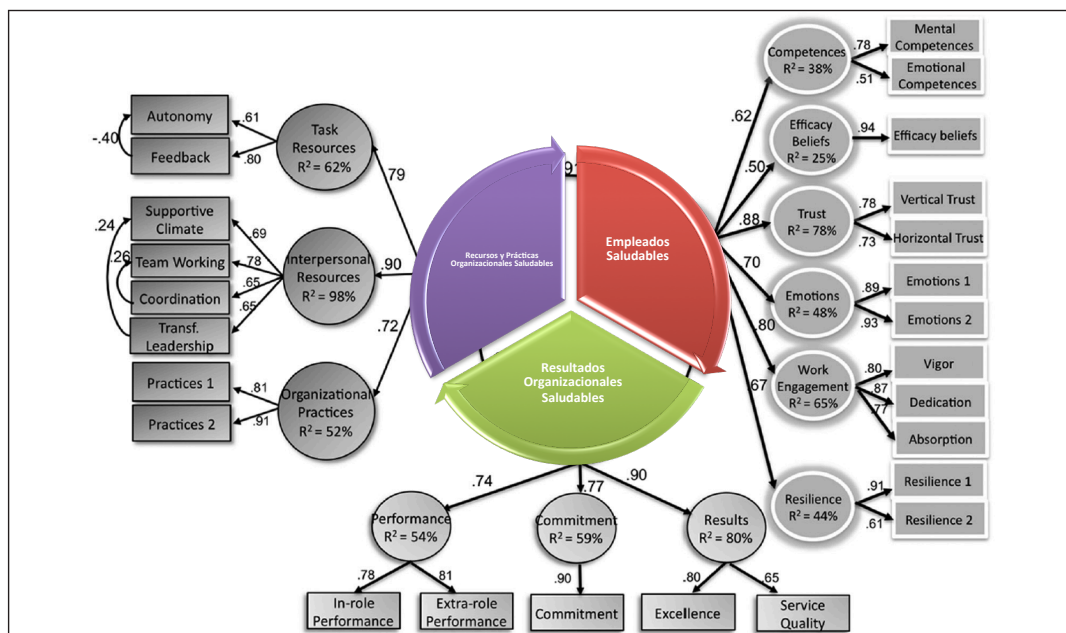 Autonomy
Feedback
-.40
.61
.80
Task
Resources
R² = 62%
.79
Supportive
Climate
Team Working
Coordination
Transf.
Leadership
.24
.26
.69
.78
.65
.65
Interpersonal
Resources
R² = 98%
.90
Practices 1
Practices 2
.81
.91
Organizational
Practices
R² = 52%
.72
Recursos y Prácticas
Organizacionales Saludables
Empleados
Saludables
Resultados
Organizacionales
Saludables
.62
Competences
R² = 38%
.78
.51
Mental
Competences
Emotional
Competences
.50
Efficacy
Beliefs
R² = 25%
.94
Efficacy beliefs
.88
Trust
R² = 78%
.78
.73
Vertical Trust
Horizontal Trust
.70
Emotions
R² = 48%
.89
.93
Emotions 1
Emotions 2
.80
Work
Engagement
R² = 65%
.80
.87
.77
Vigor
Dedication
Absorption
.67
Resilience
R² = 44%
.91
.61
Resilience 1
Resilience 2
.74
.77
.90
Performance
R² = 54%
Commitment
R² = 59%
Results
R² = 80%
.78
81
.90
.80
.65
In-role
Performance
Extra-role
Performance
Commitment
Excellence
Service
Quality